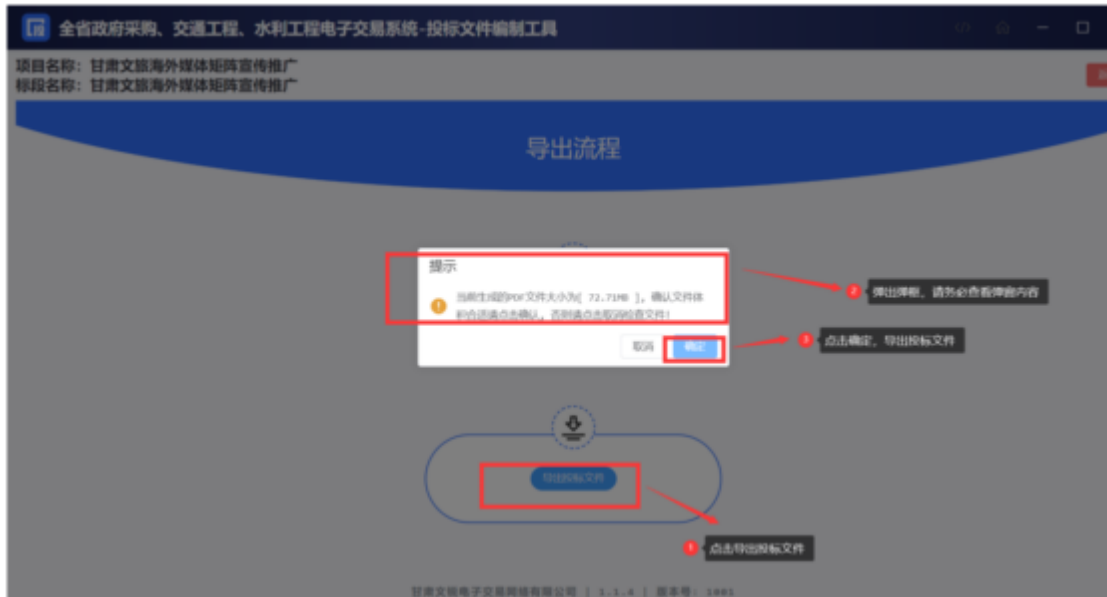 投
全省政府采购、交通工程、水利工程电子交易系统-投标文件编制工具
项目名称：甘肃文旅海外媒体矩阵宣传推广
标段名称：甘肃文旅海外媒体矩阵宣传推广
导出流程
提示
当前生成的PDF文件大小为[ 72.71MB ]，确认文件体
积合适请点击确认，否则请点击取消检查文件！
取消
确定
2 弹出弹框，请务必查看弹窗内容
3 点击确定，导出投标文件
导出投标文件
1 点击导出投标文件
甘肃文旅电子交易网络有限公司 | 1.1.4 | 版本号：1001